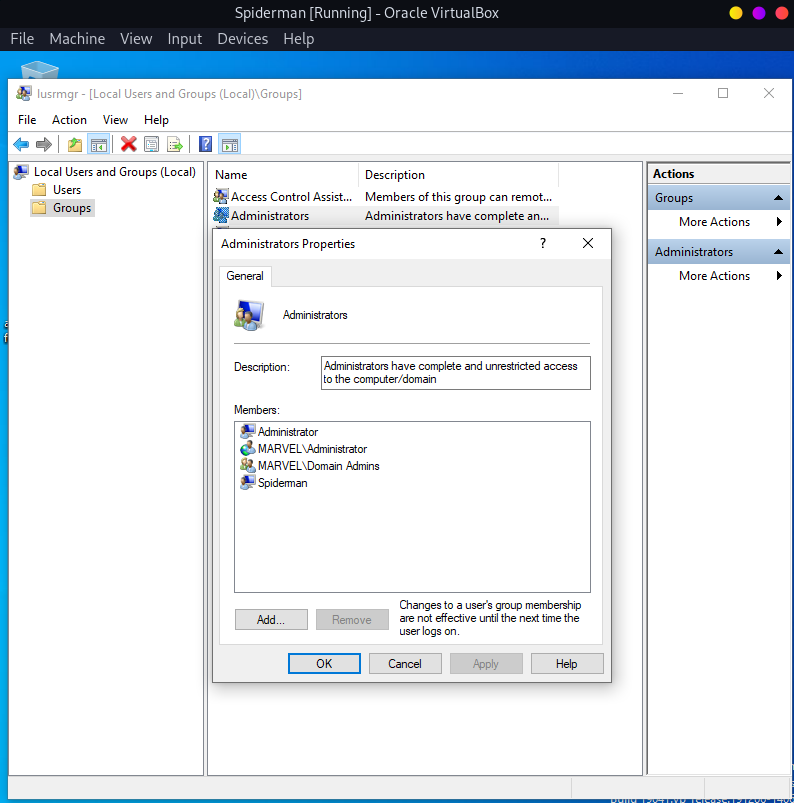 Spiderman [Running] - Oracle VirtualBox
File Machine View Input Devices Help
lusrmgr - [Local Users and Groups (Local)\Groups]
File Action View Help
Local Users and Groups (Local)
Users
Groups
Name Description
Access Control Assist... Members of this group can remot...
Administrators Administrators have complete an...
Actions
Groups
More Actions
Administrators
More Actions
Administrators Properties
?
General
Administrators
Description:
Administrators have complete and unrestricted access
to the computer/domain
Members:
Administrator
MARVEL\Administrator
MARVEL\Domain Admins
Spiderman
Add... Remove
Changes to a user's group membership
are not effective until the next time the
user logs on.
OK Cancel Apply Help